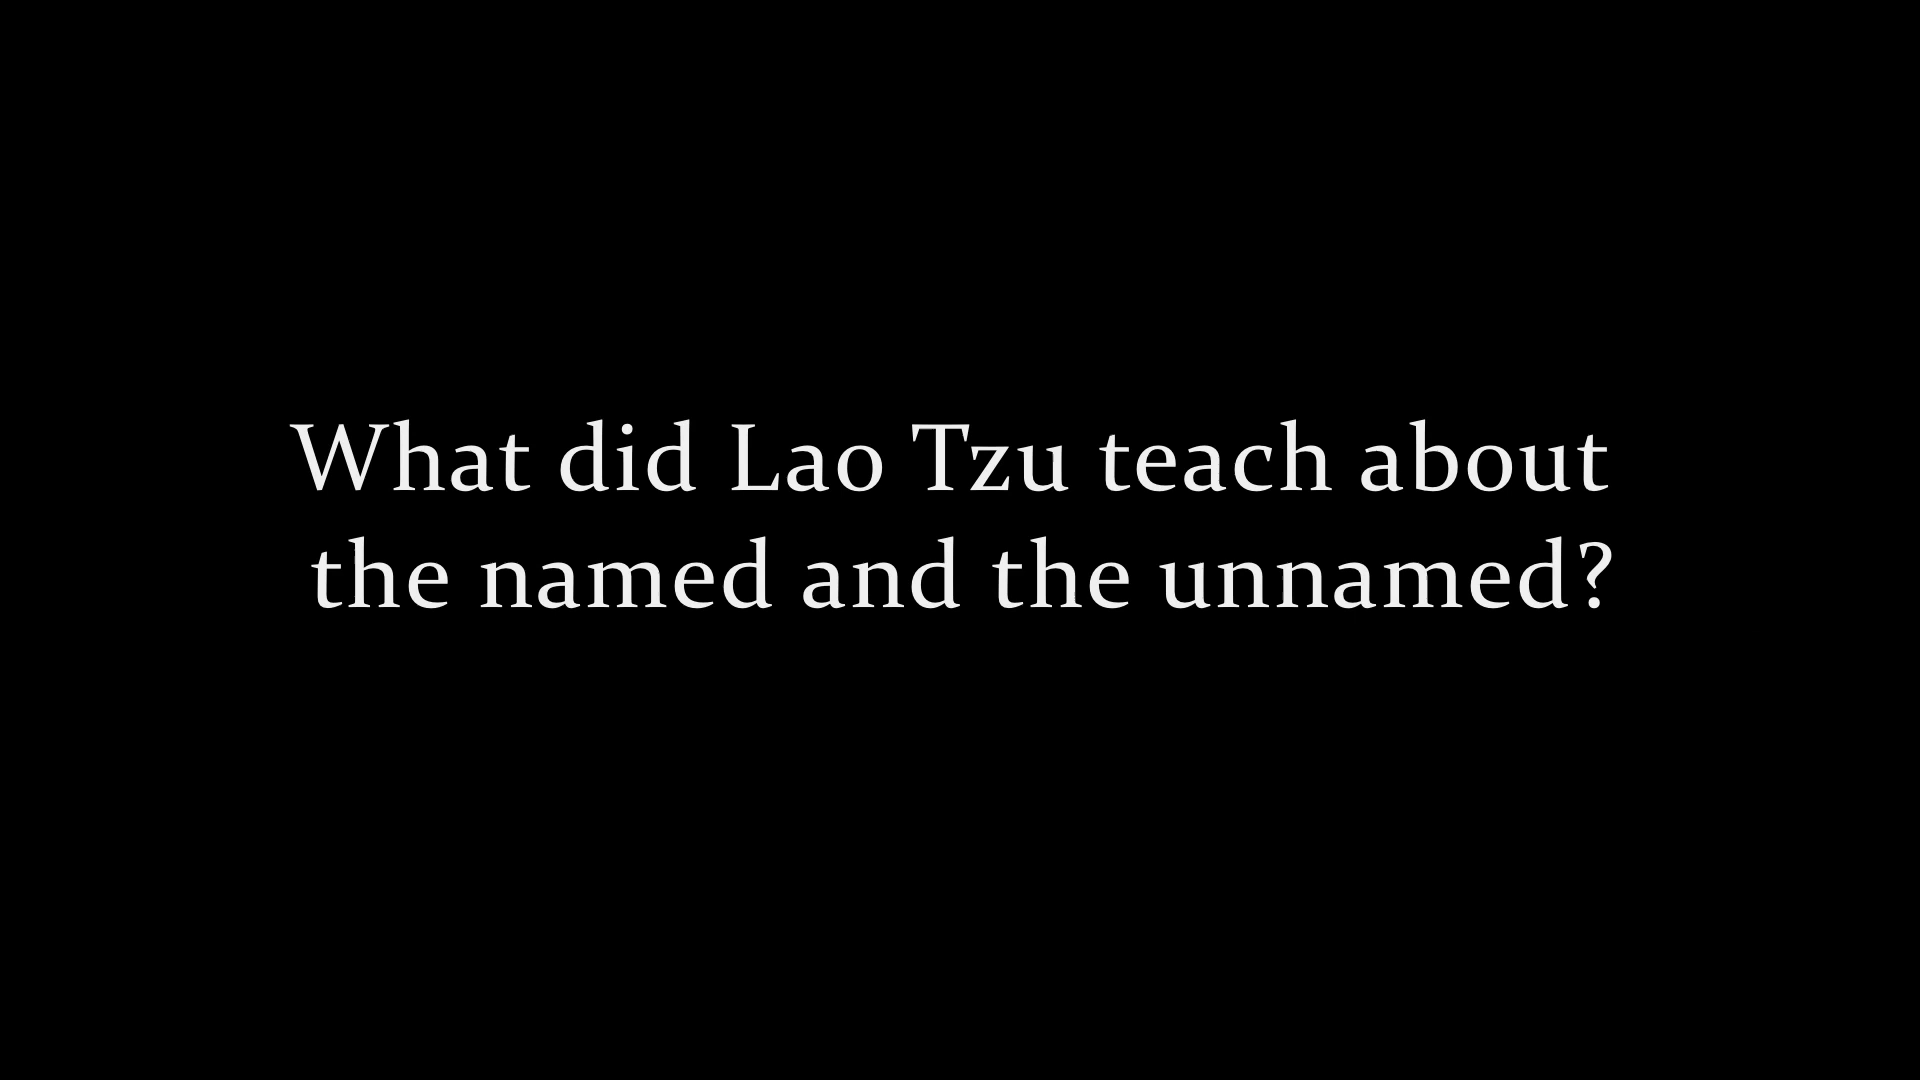 What did Lao Tzu teach about
the named and the unnamed?